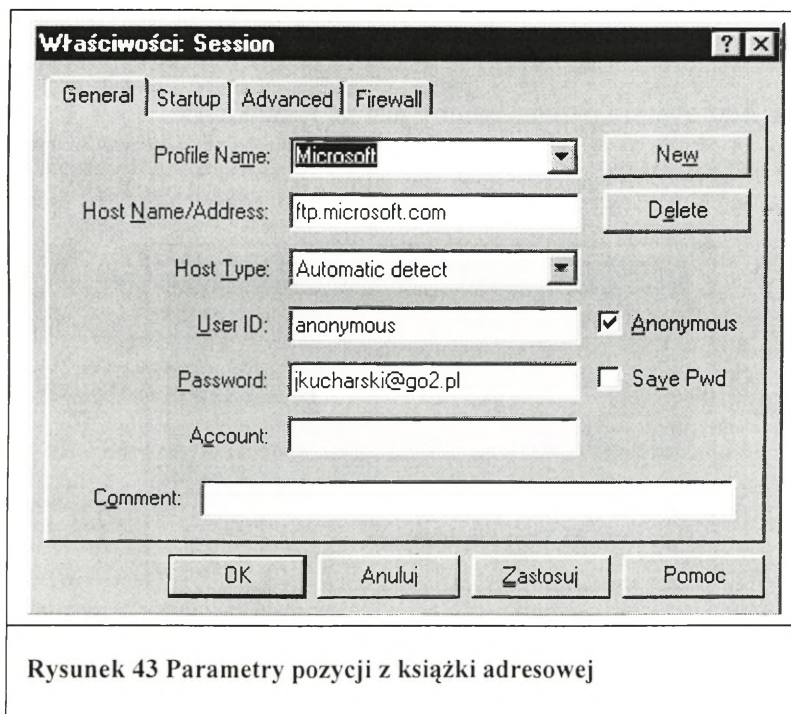 Właściwości: Session
General Startup Advanced Firewall
Profile Name: Microsoft New
Host Name/Address: ftp.microsoft.com Delete
Host Type: Automatic detect
User ID: anonymous Anonymous
Password: jkucharski@go2.pl Save Pwd
Account:
Comment:
OK Anuluj Zastosuj Pomoc
Rysunek 43 Parametry pozycji z książki adresowej